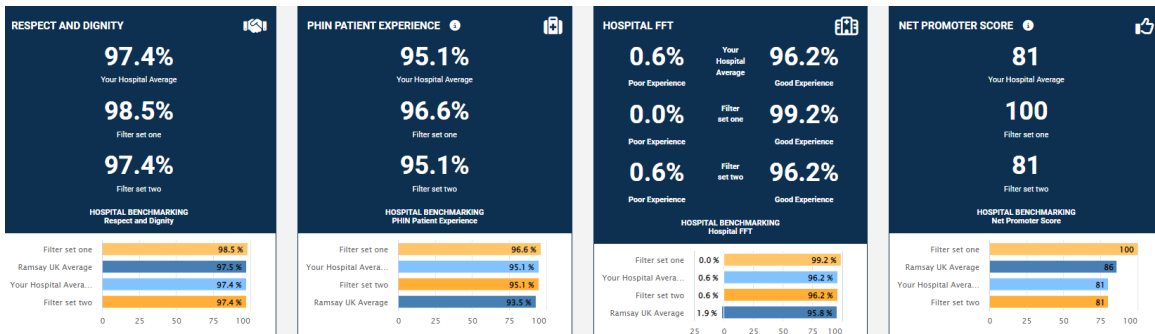 RESPECT AND DIGNITY
97.4%
Your Hospital Average
98.5%
Filter set one
97.4%
Filter set two
HOSPITAL BENCHMARKING
Respect and Dignity
Filter set one 98.5 %
Ramsay UK Average 97.5 %
Your Hospital Avera... 97.4 %
Filter set two 97.4 %
0 25 50 75 100
PHIN PATIENT EXPERIENCE i
95.1%
Your Hospital Average
96.6%
Filter set one
95.1%
Filter set two
HOSPITAL BENCHMARKING
PHIN Patient Experience
Filter set one 96.6 %
Your Hospital Avera... 95.1 %
Filter set two 95.1 %
Ramsay UK Average 93.5 %
0 25 50 75 100
HOSPITAL FFT
0.6% Your Hospital Average 96.2%
Poor Experience Good Experience
0.0% Filter set one 99.2%
Poor Experience Good Experience
0.6% Filter set two 96.2%
Poor Experience Good Experience
HOSPITAL BENCHMARKING
Hospital FFT
Filter set one 0.0 % 99.2 %
Your Hospital Avera... 0.6 % 96.2 %
Filter set two 0.6 % 96.2 %
Ramsay UK Average 1.9 % 95.8 %
25 0 25 50 75 100
NET PROMOTER SCORE i
81
Your Hospital Average
100
Filter set one
81
Filter set two
HOSPITAL BENCHMARKING
Net Promoter Score
Filter set one 100
Ramsay UK Average 86
Your Hospital Avera... 81
Filter set two 81
0 25 50 75 100